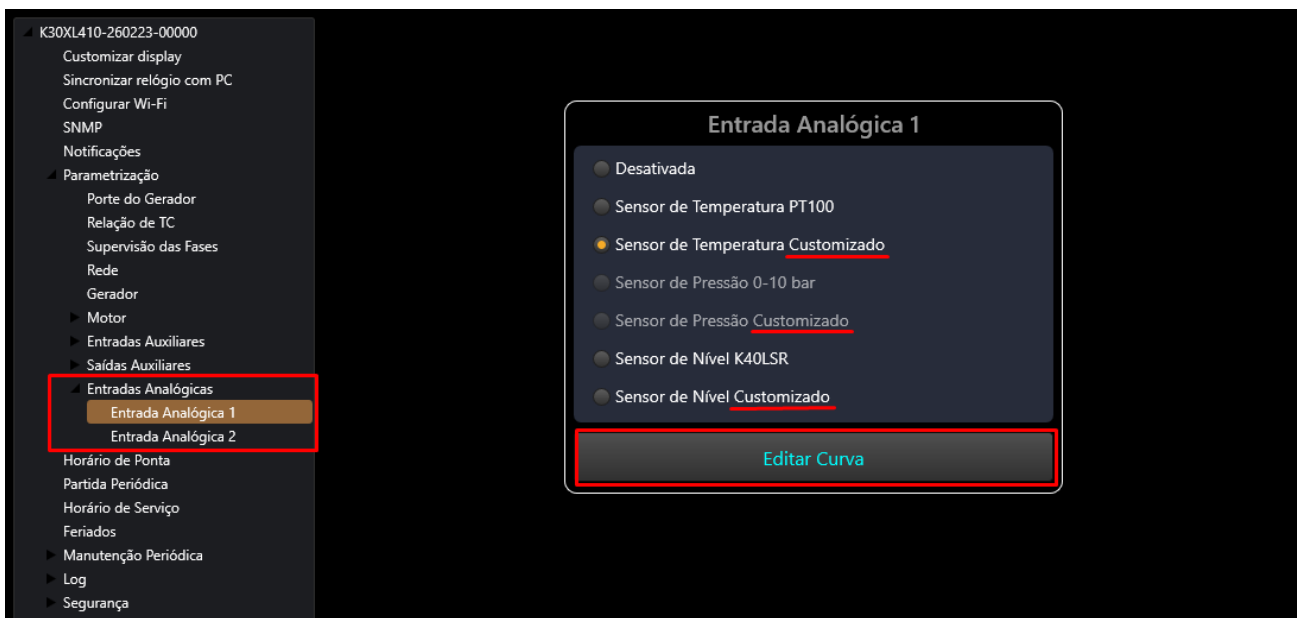 K30XL410-260223-00000
Customizar display
Sincronizar relógio com PC
Configurar Wi-Fi
SNMP
Notificações
Parametrização
Porte do Gerador
Relação de TC
Supervisão das Fases
Rede
Gerador
Motor
Entradas Auxiliares
Saídas Auxiliares
Entradas Analógicas
Entrada Analógica 1
Entrada Analógica 2
Horário de Ponta
Partida Periódica
Horário de Serviço
Feriados
Manutenção Periódica
Log
Segurança
Entrada Analógica 1
Desativada
Sensor de Temperatura PT100
Sensor de Temperatura Customizado
Sensor de Pressão 0-10 bar
Sensor de Pressão Customizado
Sensor de Nível K40LSR
Sensor de Nível Customizado
Editar Curva